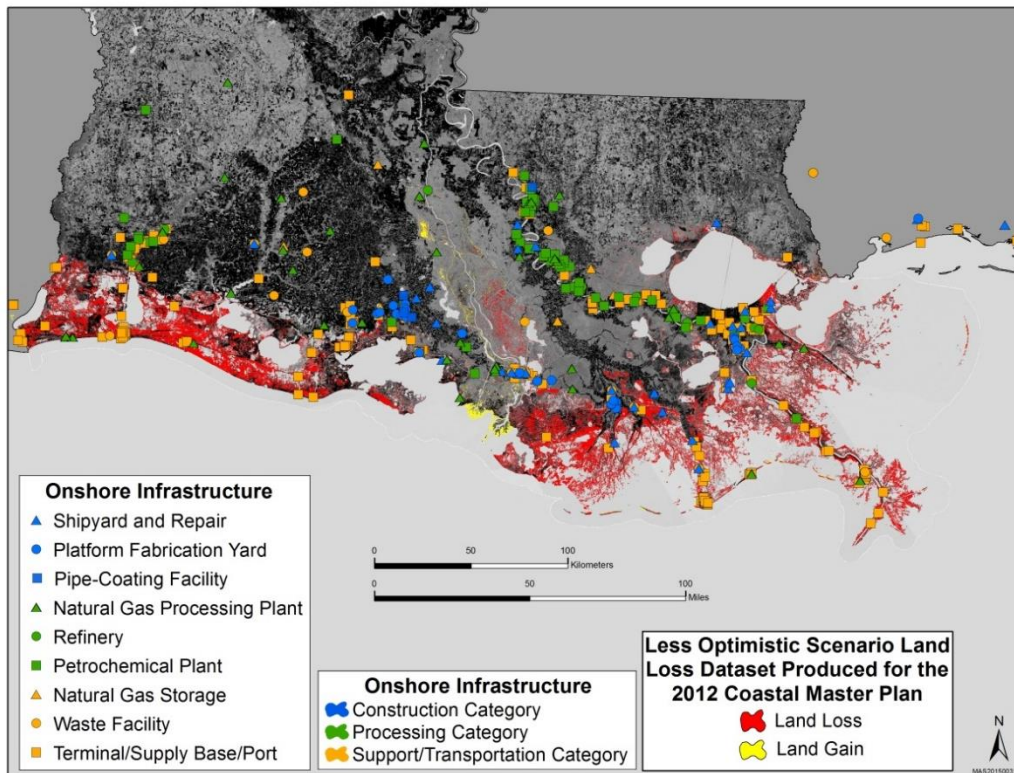 Onshore Infrastructure
Shipyard and Repair
Platform Fabrication Yard
Pipe-Coating Facility
Natural Gas Processing Plant
Refinery
Petrochemical Plant
Natural Gas Storage
Waste Facility
Terminal/Supply Base/Port
0 50 100
Kilometers
0 50 100
Miles
Onshore Infrastructure
Construction Category
Processing Category
Support/Transportation Category
Less Optimistic Scenario Land
Loss Dataset Produced for the
2012 Coastal Master Plan
Land Loss
Land Gain
N
MAS2015003